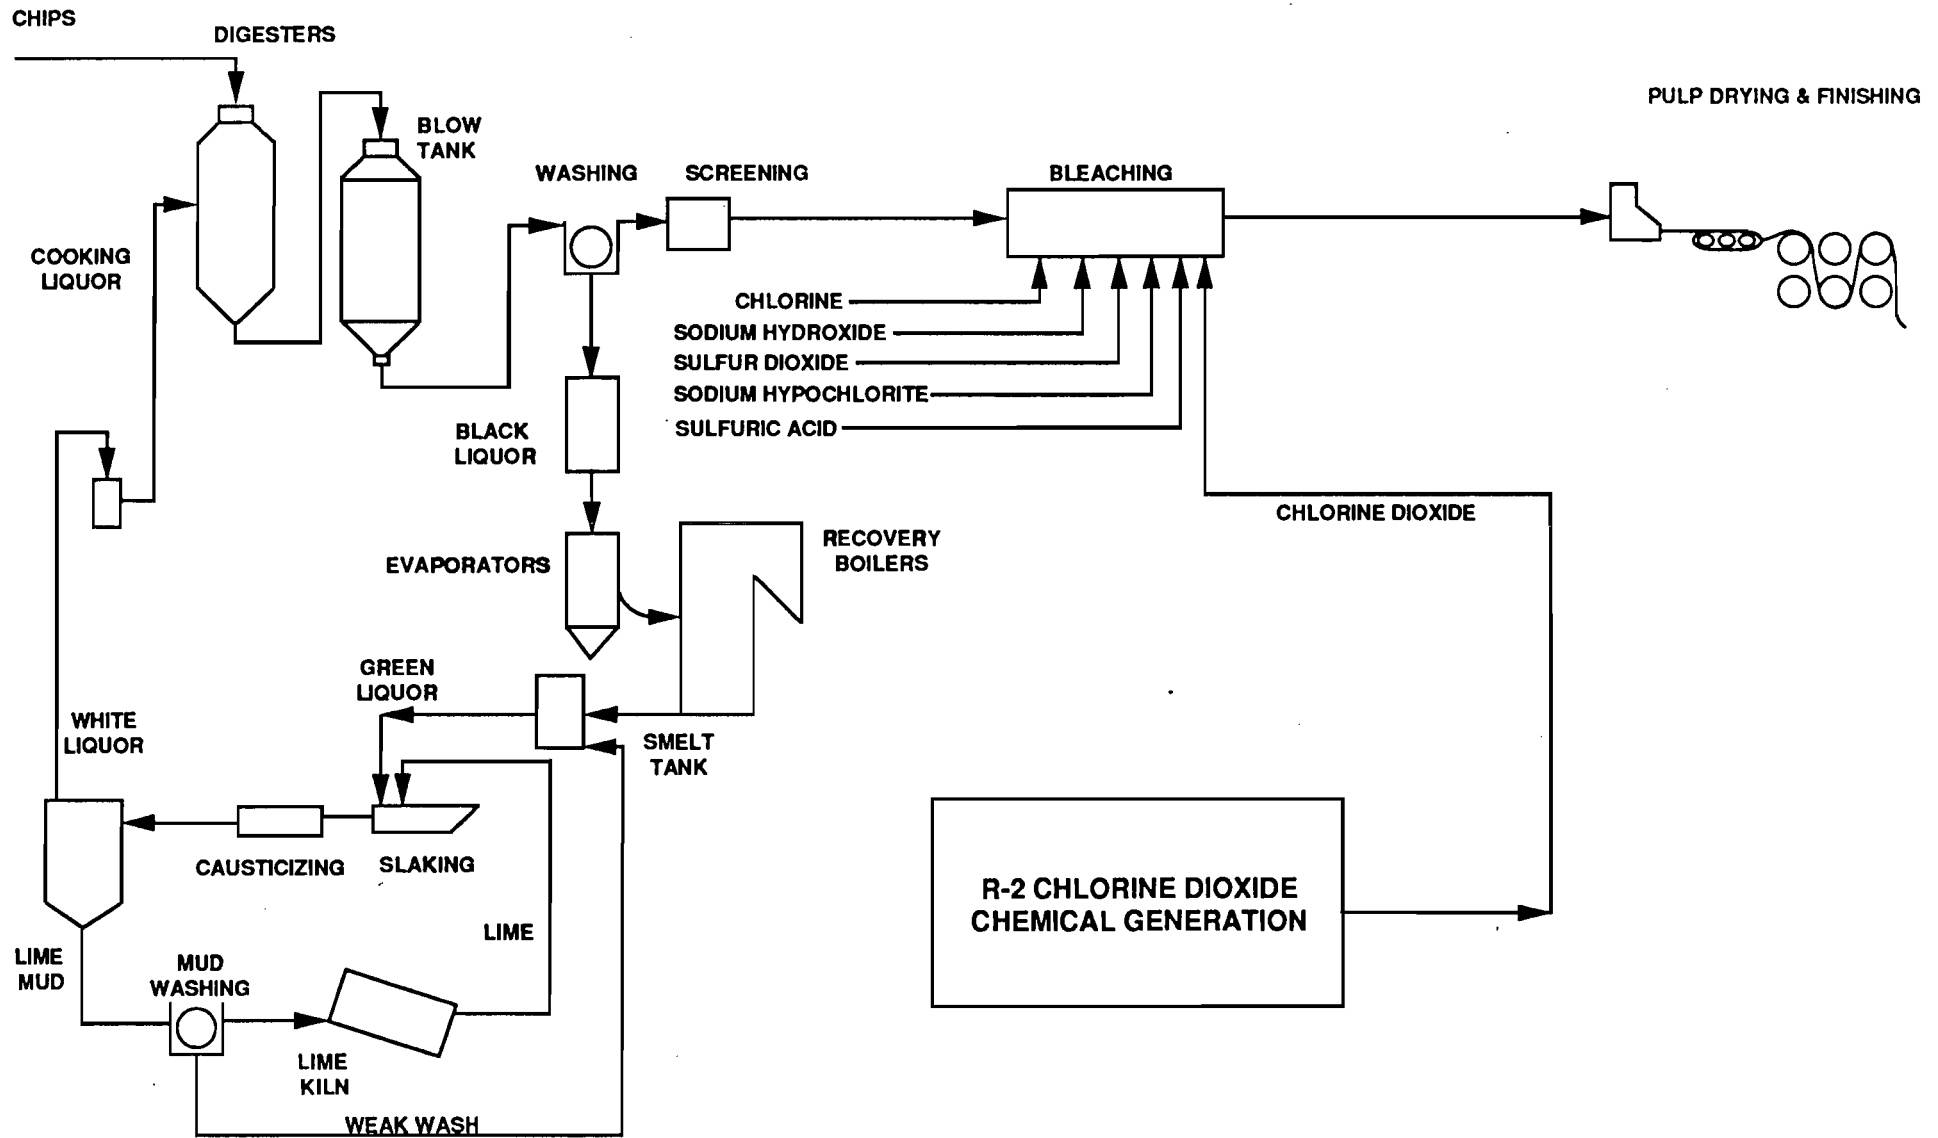 CHIPS
DIGESTERS
PULP DRYING & FINISHING
BLOW
TANK
WASHING
SCREENING
BLEACHING
COOKING
LIQUOR
CHLORINE
SODIUM HYDROXIDE
SULFUR DIOXIDE
SODIUM HYPOCHLORITE
SULFURIC ACID
BLACK
LIQUOR
CHLORINE DIOXIDE
EVAPORATORS
RECOVERY
BOILERS
GREEN
LIQUOR
WHITE
LIQUOR
SMELT
TANK
CAUSTICIZING
SLAKING
R-2 CHLORINE DIOXIDE
CHEMICAL GENERATION
LIME
LIME
MUD
MUD
WASHING
LIME
KILN
WEAK WASH